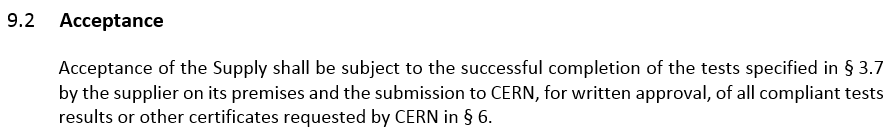 9.2 Acceptance
Acceptance of the Supply shall be subject to the successful completion of the tests specified in § 3.7
by the supplier on its premises and the submission to CERN, for written approval, of all compliant tests
results or other certificates requested by CERN in § 6.